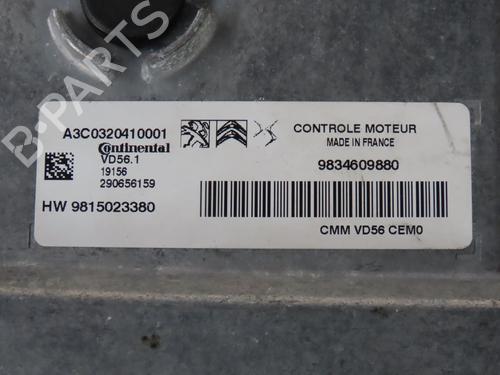 A3C0320410001
Continental
VD56.1
19156
290656159
HW 9815023380
CONTROLE MOTEUR
MADE IN FRANCE
9834609880
CMM VD56 CEM0
B-PARTS